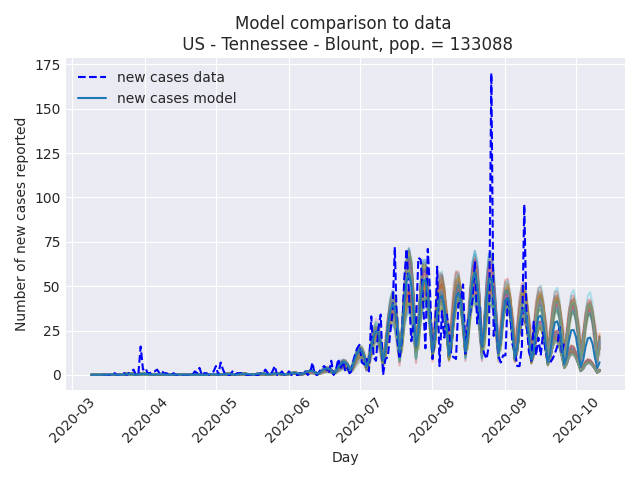 Model comparison to data
US - Tennessee - Blount, pop. = 133088
new cases data
new cases model
Number of new cases reported
175
150
125
100
75
50
25
0
2020-03
2020-04
2020-05
2020-06
2020-07
2020-08
2020-09
2020-10
Day